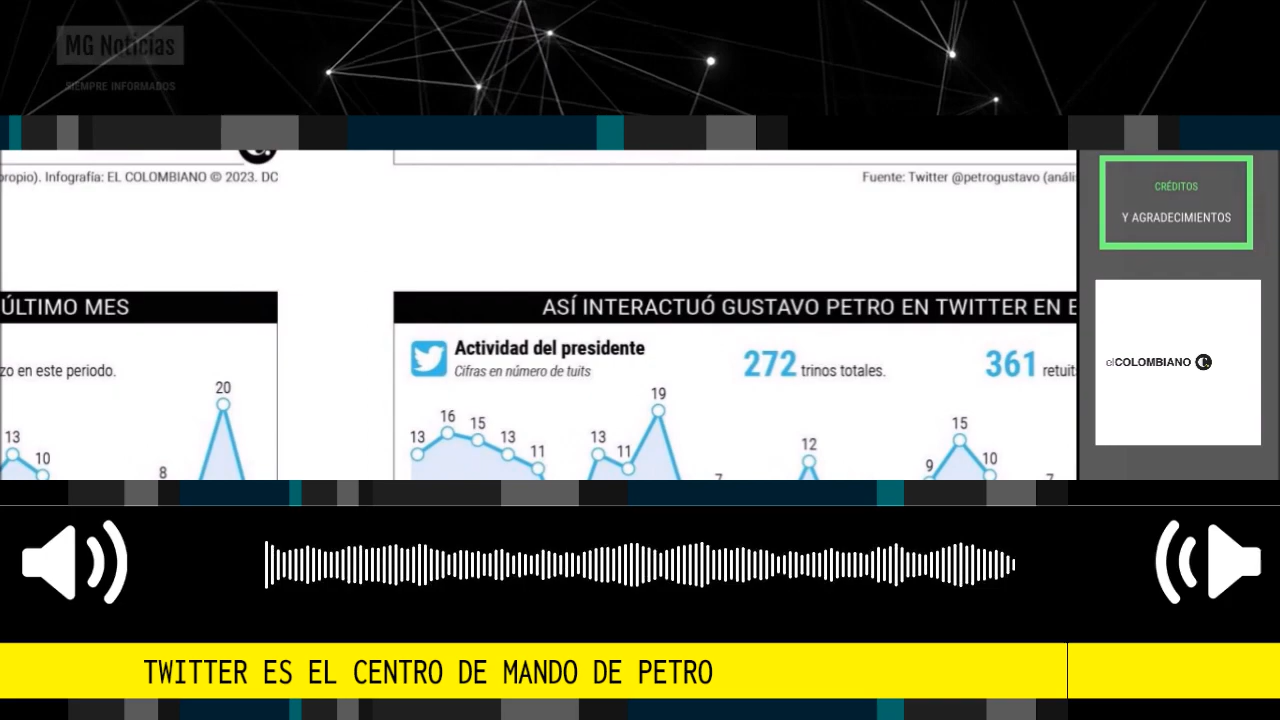 MG Noticias
SIEMPRE INFORMADOS
propio). Infografía: EL COLOMBIANO © 2023. DC
Fuente: Twitter @petrogustavo (anális
CRÉDITOS
Y AGRADECIMIENTOS
elCOLOMBIANO
ÚLTIMO MES
ASÍ INTERACTUÓ GUSTAVO PETRO EN TWITTER EN E
zo en este periodo.
Actividad del presidente
Cifras en número de tuits
272 trinos totales.
361 retuits
20
13
10
8
13
16
15
13
11
13
11
19
7
12
9
15
10
7
TWITTER ES EL CENTRO DE MANDO DE PETRO